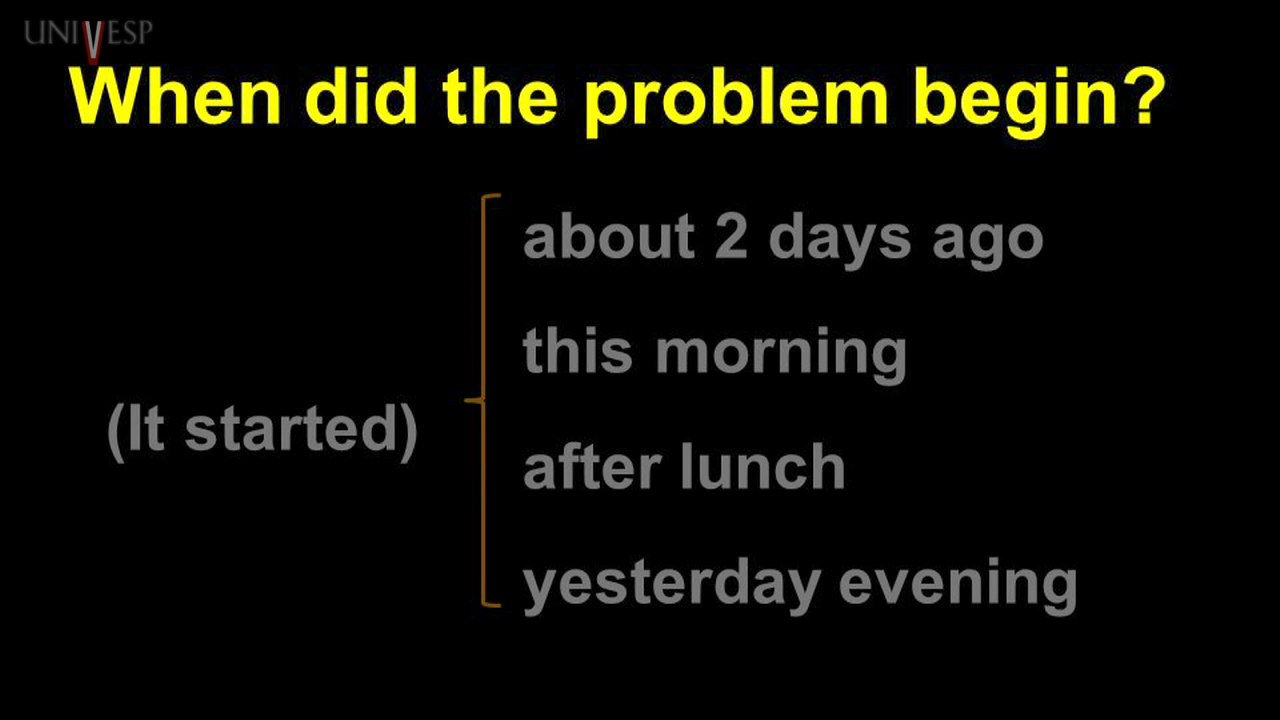 UNIVESP
When did the problem begin?
about 2 days ago
this morning
(It started)
after lunch
yesterday evening